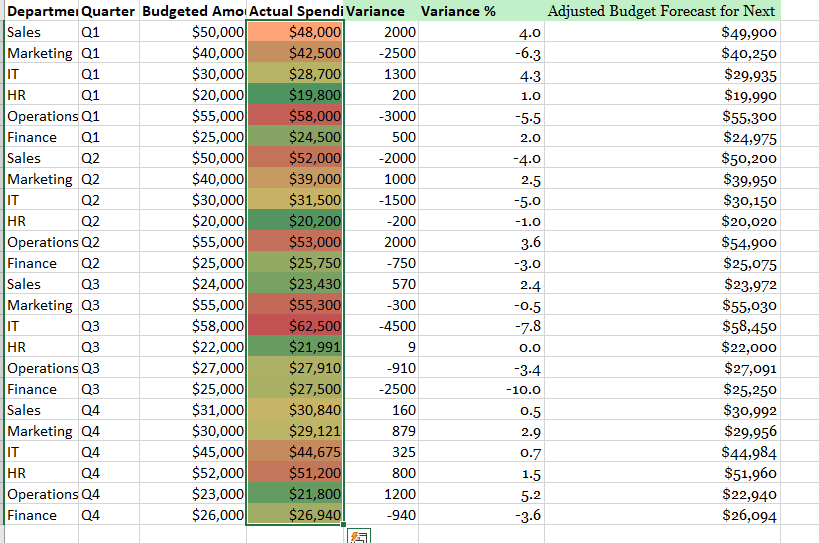 Departme Quarter Budgeted Amo Actual Spendi Variance Variance % Adjusted Budget Forecast for Next
Sales Q1 $50,000 $48,000 2000 4.0 $49,900
Marketing Q1 $40,000 $42,500 -2500 -6.3 $40,250
IT Q1 $30,000 $28,700 1300 4.3 $29,935
HR Q1 $20,000 $19,800 200 1.0 $19,990
Operations Q1 $55,000 $58,000 -3000 -5.5 $55,300
Finance Q1 $25,000 $24,500 500 2.0 $24,975
Sales Q2 $50,000 $52,000 -2000 -4.0 $50,200
Marketing Q2 $40,000 $39,000 1000 2.5 $39,950
IT Q2 $30,000 $31,500 -1500 -5.0 $30,150
HR Q2 $20,000 $20,200 -200 -1.0 $20,020
Operations Q2 $55,000 $53,000 2000 3.6 $54,900
Finance Q2 $25,000 $25,750 -750 -3.0 $25,075
Sales Q3 $24,000 $23,430 570 2.4 $23,972
Marketing Q3 $55,000 $55,300 -300 -0.5 $55,030
IT Q3 $58,000 $62,500 -4500 -7.8 $58,450
HR Q3 $22,000 $21,991 9 0.0 $22,000
Operations Q3 $27,000 $27,910 -910 -3.4 $27,091
Finance Q3 $25,000 $27,500 -2500 -10.0 $25,250
Sales Q4 $31,000 $30,840 160 0.5 $30,992
Marketing Q4 $30,000 $29,121 879 2.9 $29,956
IT Q4 $45,000 $44,675 325 0.7 $44,984
HR Q4 $52,000 $51,200 800 1.5 $51,960
Operations Q4 $23,000 $21,800 1200 5.2 $22,940
Finance Q4 $26,000 $26,940 -940 -3.6 $26,094